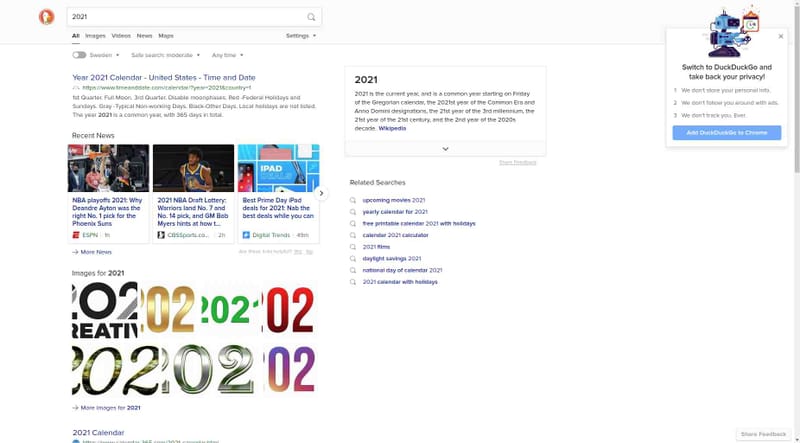 2021
All Images Videos News Maps Settings
Sweden Safe search: moderate Any time
Year 2021 Calendar - United States - Time and Date
https://www.timeanddate.com/calendar/?year=2021&country=1
1st Quarter. Full Moon. 3rd Quarter. Disable moonphases. Red -Federal Holidays and
Sundays. Gray -Typical Non-working Days. Black-Other Days. Local holidays are not listed.
The year 2021 is a common year, with 365 days in total.
Recent News
IPAD
DEALS
NBA playoffs 2021: Why
Deandre Ayton was the
right No. 1 pick for the
Phoenix Suns
ESPN 1h
2021 NBA Draft Lottery:
Warriors land No. 7 and
No. 14 pick, and GM Bob
Myers hints at how t...
CBSSports.co... 2h
Best Prime Day iPad
deals for 2021: Nab the
best deals while you can
Digital Trends 49m
More News
Are these links helpful? Yes No
Images for 2021
202
REATIV
202
2021
202
202
202
202
More Images for 2021
2021 Calendar
2021
2021 is the current year, and is a common year starting on Friday
of the Gregorian calendar, the 2021st year of the Common Era and
Anno Domini designations, the 21st year of the 3rd millennium, the
21st year of the 21st century, and the 2nd year of the 2020s
decade. Wikipedia
Share Feedback
Related Searches
upcoming movies 2021
yearly calendar for 2021
free printable calendar 2021 with holidays
calendar 2021 calculator
2021 films
daylight savings 2021
national day of calendar 2021
2021 calendar with holidays
Switch to DuckDuckGo and
take back your privacy!
1 We don't store your personal info.
2 We don't follow you around with ads.
3 We don't track you. Ever.
Add DuckDuckGo to Chrome
Share Feedback